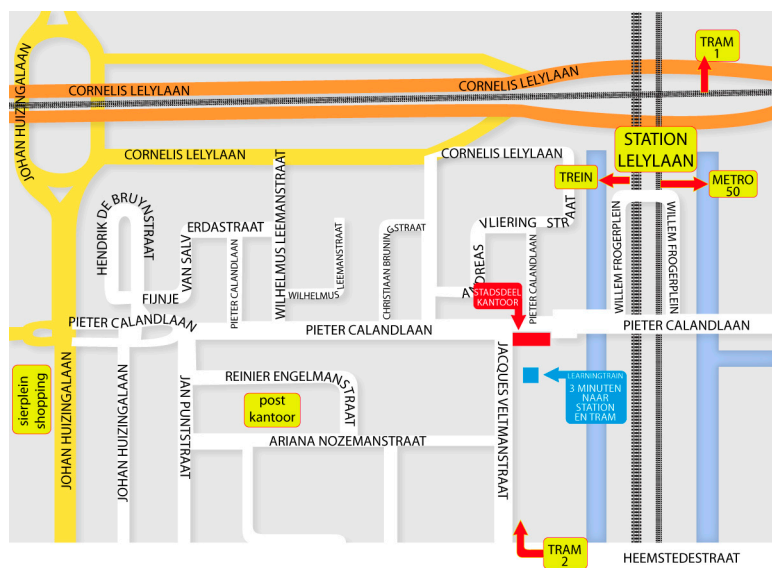 TRAM
1
JOHAN HUIZINGALAAN
CORNELIS LELYLAAN
CORNELIS LELYLAAN
STATION
LELYLAAN
CORNELIS LELYLAAN
CORNELIS LELYLAAN
TREIN
METRO
50
HENDRIK DE BRUYNSTRAAT
ERDASTRAAT
VAN SALV
FUNJE
PIETER CALANDLAAN
WILHELMUS LEEMANSTRAAT
WILHELMUS
LEEMANSTRAAT
CHRISTIAAN BRUNINGSTRAAT
ANDREAS
VLIERING STRAAT
PIETER CALANDLAAN
WILLEM FROGERPLEIN
WILLEM FROGERPLEIN
STADSDEEL
KANTOOR
PIETER CALANDLAAN
PIETER CALANDLAAN
PIETER CALANDLAAN
sierplein
shopping
JOHAN HUIZINGALAAN
JOHAN HUIZINGALAAN
JAN PUNTSTRAAT
REINIER ENGELMANSTRAAT
post
kantoor
ARIANA NOZEMANSTRAAT
JACQUES VELTMANSTRAAT
LEARNINGTRAIN
3 MINUTEN
NAAR
STATION
EN TRAM
TRAM
2
HEEMSTEDESTRAAT